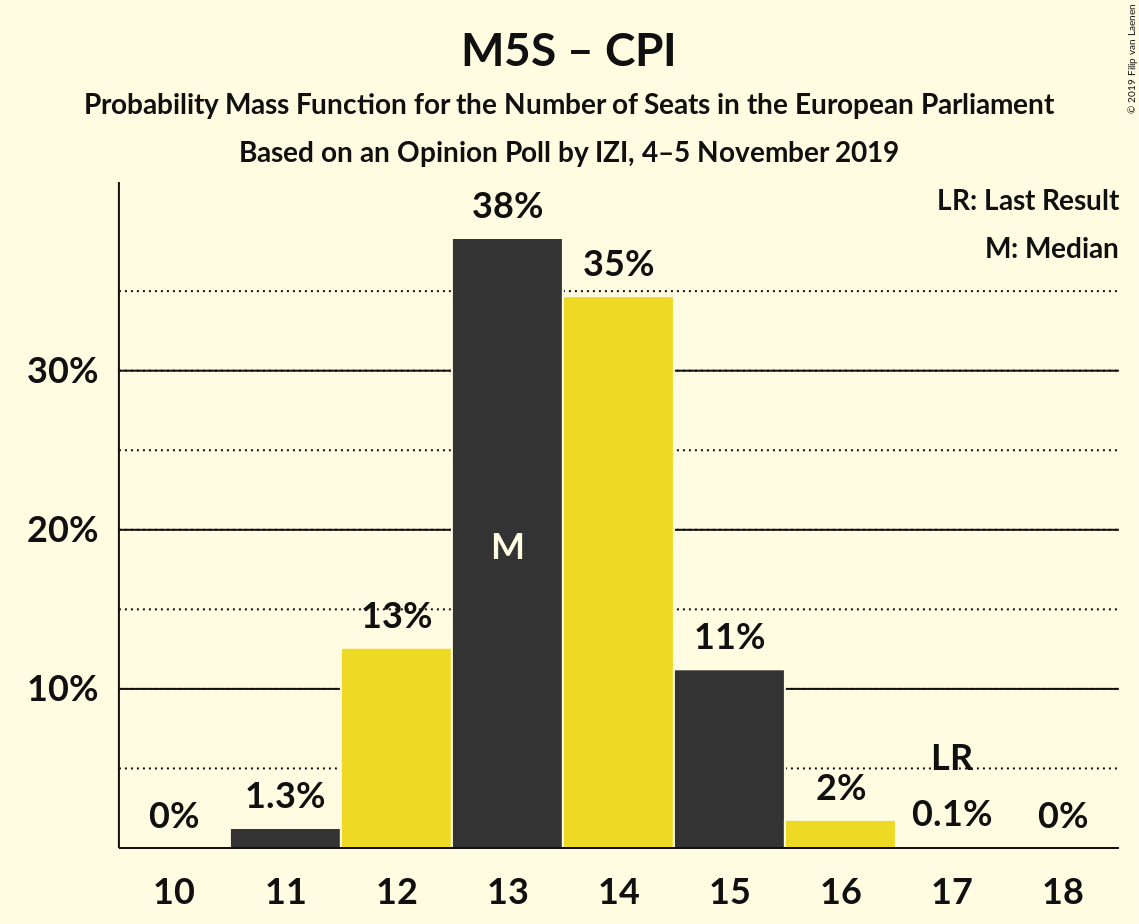 M5S – CPI
Probability Mass Function for the Number of Seats in the European Parliament
Based on an Opinion Poll by IZI, 4–5 November 2019
© 2019 Filip van Laenen
LR: Last Result
M: Median
38%
35%
30%
20%
M
13%
11%
10%
LR
0%
1.3%
2%
0.1%
0%
10 11 12 13 14 15 16 17 18